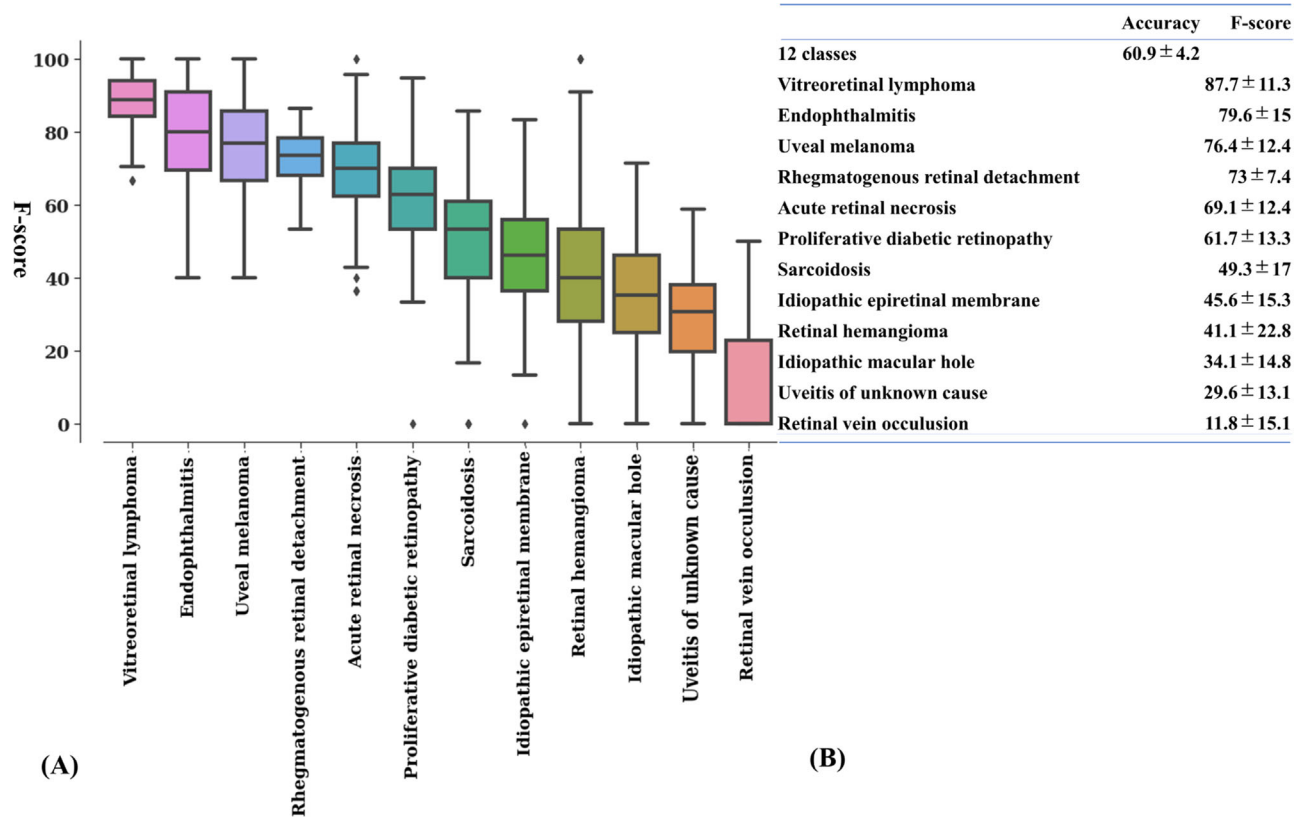 100
80
60
40
20
0
F-score
Vitreoretinal lymphoma
Endophthalmitis
Uveal melanoma
Rhegmatogenous retinal detachment
Acute retinal necrosis
Proliferative diabetic retinopathy
Sarcoidosis
Idiopathic epiretinal membrane
Retinal hemangioma
Idiopathic macular hole
Uveitis of unknown cause
Retinal vein occulusion
(A)
Accuracy F-score
12 classes 60.9±4.2
Vitreoretinal lymphoma 87.7±11.3
Endophthalmitis 79.6±15
Uveal melanoma 76.4±12.4
Rhegmatogenous retinal detachment 73±7.4
Acute retinal necrosis 69.1±12.4
Proliferative diabetic retinopathy 61.7±13.3
Sarcoidosis 49.3±17
Idiopathic epiretinal membrane 45.6±15.3
Retinal hemangioma 41.1±22.8
Idiopathic macular hole 34.1±14.8
Uveitis of unknown cause 29.6±13.1
Retinal vein occulusion 11.8±15.1
(B)